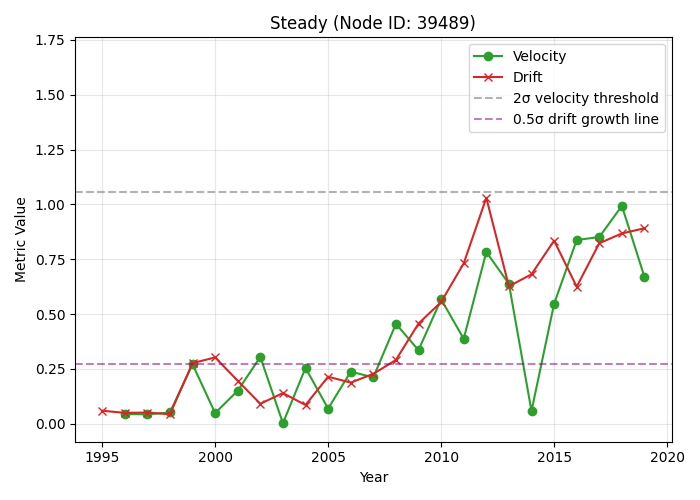 Steady (Node ID: 39489)
Metric Value
1.75
1.50
1.25
1.00
0.75
0.50
0.25
0.00
Velocity
Drift
2σ velocity threshold
0.5σ drift growth line
1995 2000 2005 2010 2015 2020
Year